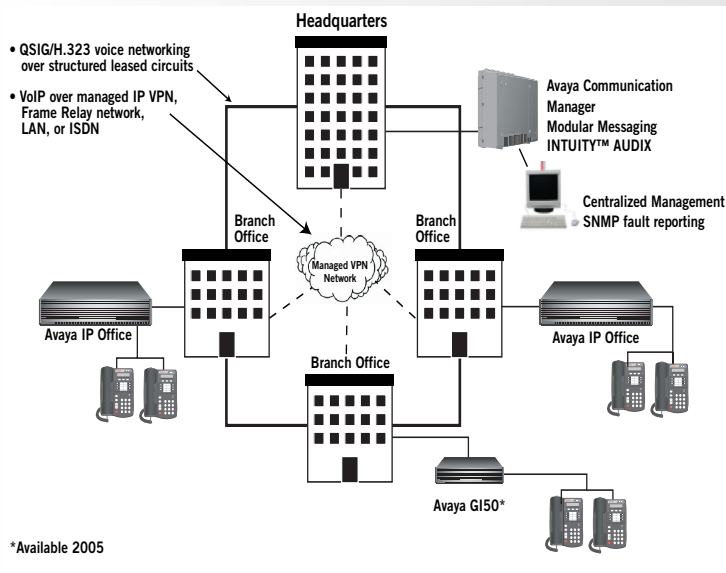 Headquarters
• QSIG/H.323 voice networking
over structured leased circuits
• VoIP over managed IP VPN,
Frame Relay network,
LAN, or ISDN
Avaya Communication
Manager
Modular Messaging
INTUITY™ AUDIX
Centralized Management
SNMP fault reporting
Branch
Office
Branch
Office
Managed VPN
Network
Avaya IP Office
Avaya IP Office
Branch Office
Avaya GI50*
*Available 2005